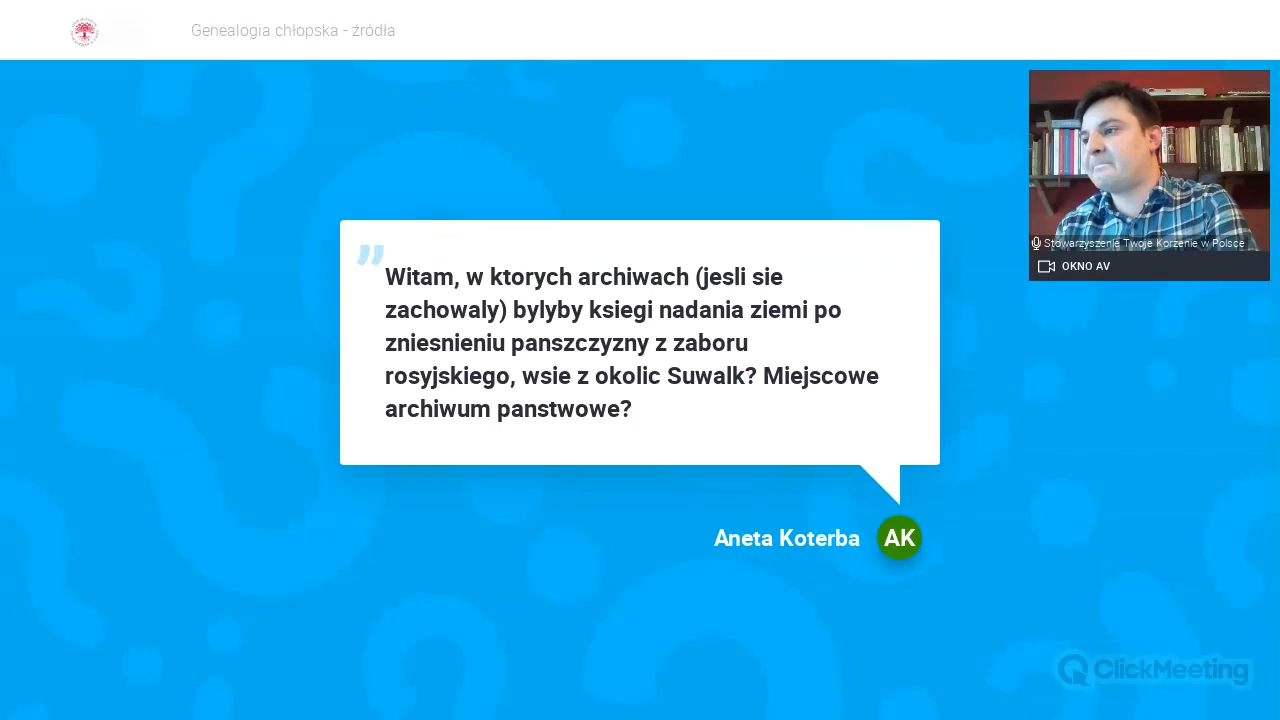 Genealogia chłopska - źródła
Witam, w ktorych archiwach (jesli sie
zachowaly) bylyby ksiegi nadania ziemi po
zniesnieniu panszczyzny z zaboru
rosyjskiego, wsie z okolic Suwalk? Miejscowe
archiwum panstwowe?
Aneta Koterba
AK
Stowarzyszenie Twoje Korzenie w Polsce
OKNO AV
ClickMeeting